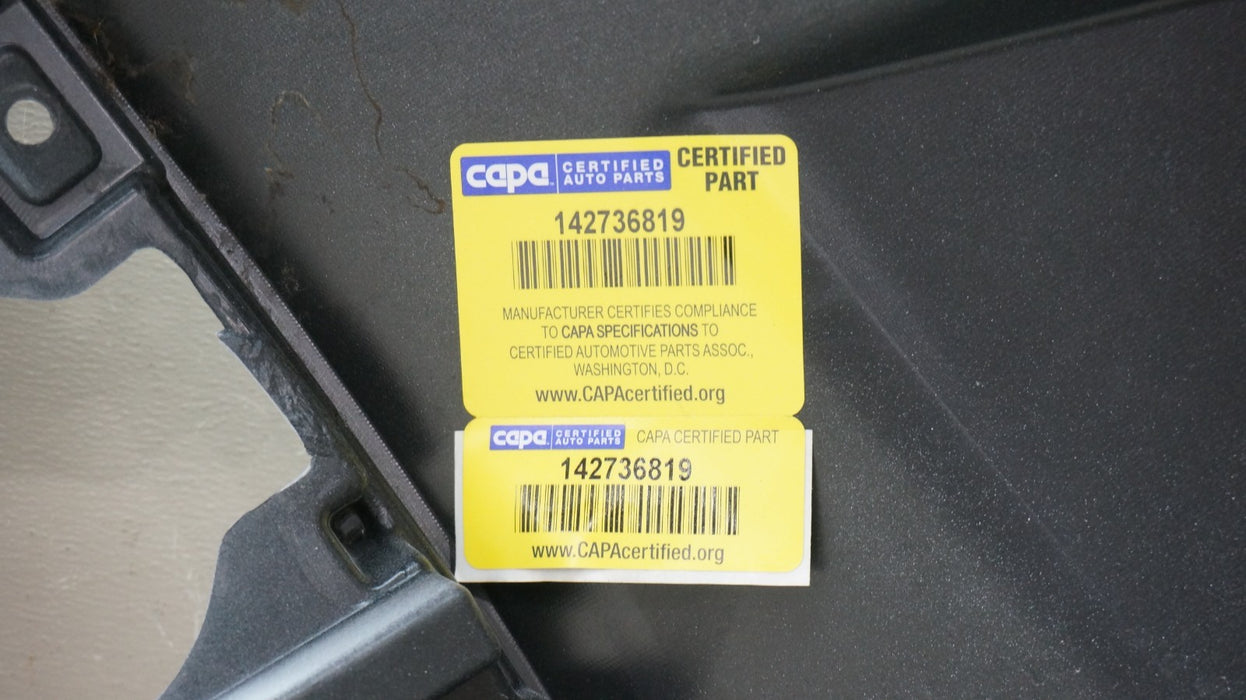 capa CERTIFIED AUTO PARTS
CERTIFIED PART
142736819
MANUFACTURER CERTIFIES COMPLIANCE
TO CAPA SPECIFICATIONS TO
CERTIFIED AUTOMOTIVE PARTS ASSOC.,
WASHINGTON, D.C.
www.CAPAcertified.org
capa CERTIFIED AUTO PARTS CAPA CERTIFIED PART
142736819
www.CAPAcertified.org